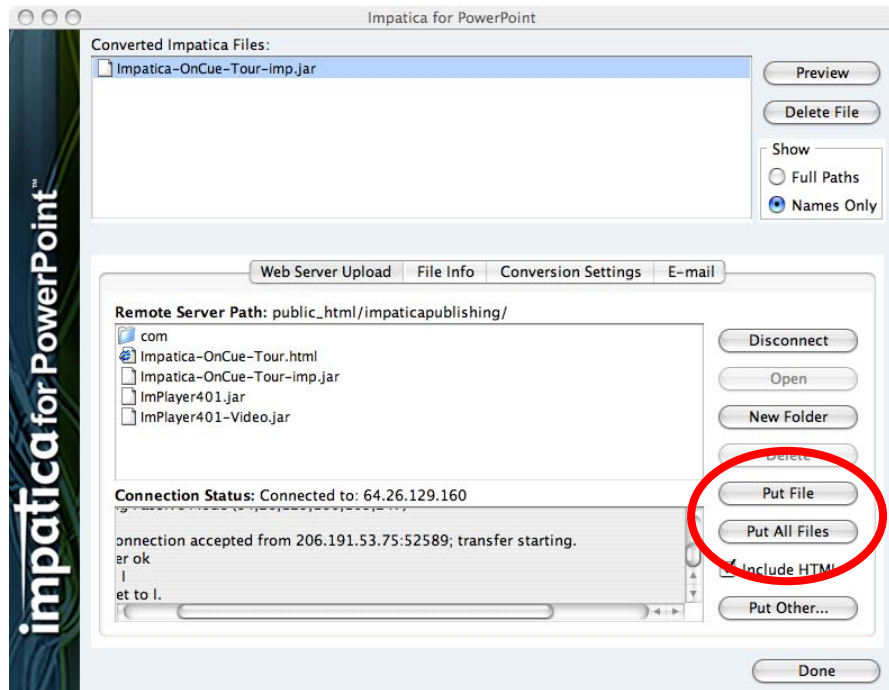 Impatica for PowerPoint
Converted Impatica Files:
Impatica-OnCue-Tour-imp.jar
Preview
Delete File
Show
Full Paths
Names Only
impatica for PowerPoint™
Web Server Upload File Info Conversion Settings E-mail
Remote Server Path: public_html/impaticapublishing/
com
Impatica-OnCue-Tour.html
Impatica-OnCue-Tour-imp.jar
ImPlayer401.jar
ImPlayer401-Video.jar
Disconnect
Open
New Folder
Delete
Connection Status: Connected to: 64.26.129.160
onnection accepted from 206.191.53.75:52589; transfer starting.
er ok
I
et to I.
Put File
Put All Files
Include HTML
Put Other...
Done